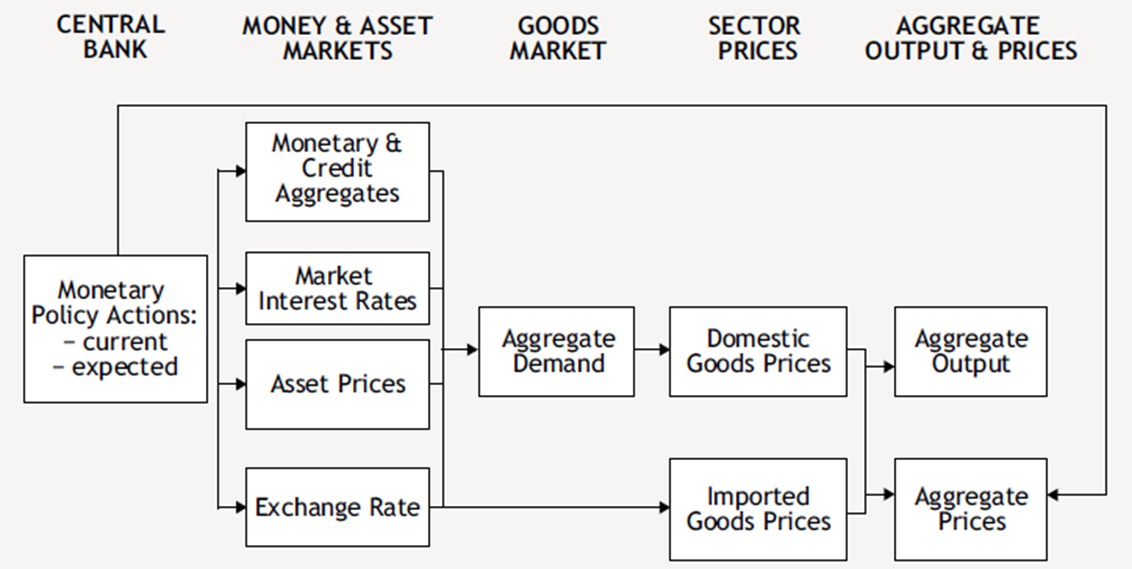 CENTRAL
BANK
MONEY & ASSET
MARKETS
GOODS
MARKET
SECTOR
PRICES
AGGREGATE
OUTPUT & PRICES
Monetary &
Credit
Aggregates
Market
Interest Rates
Monetary
Policy Actions:
– current
– expected
Asset Prices
Exchange Rate
Aggregate
Demand
Domestic
Goods Prices
Imported
Goods Prices
Aggregate
Output
Aggregate
Prices